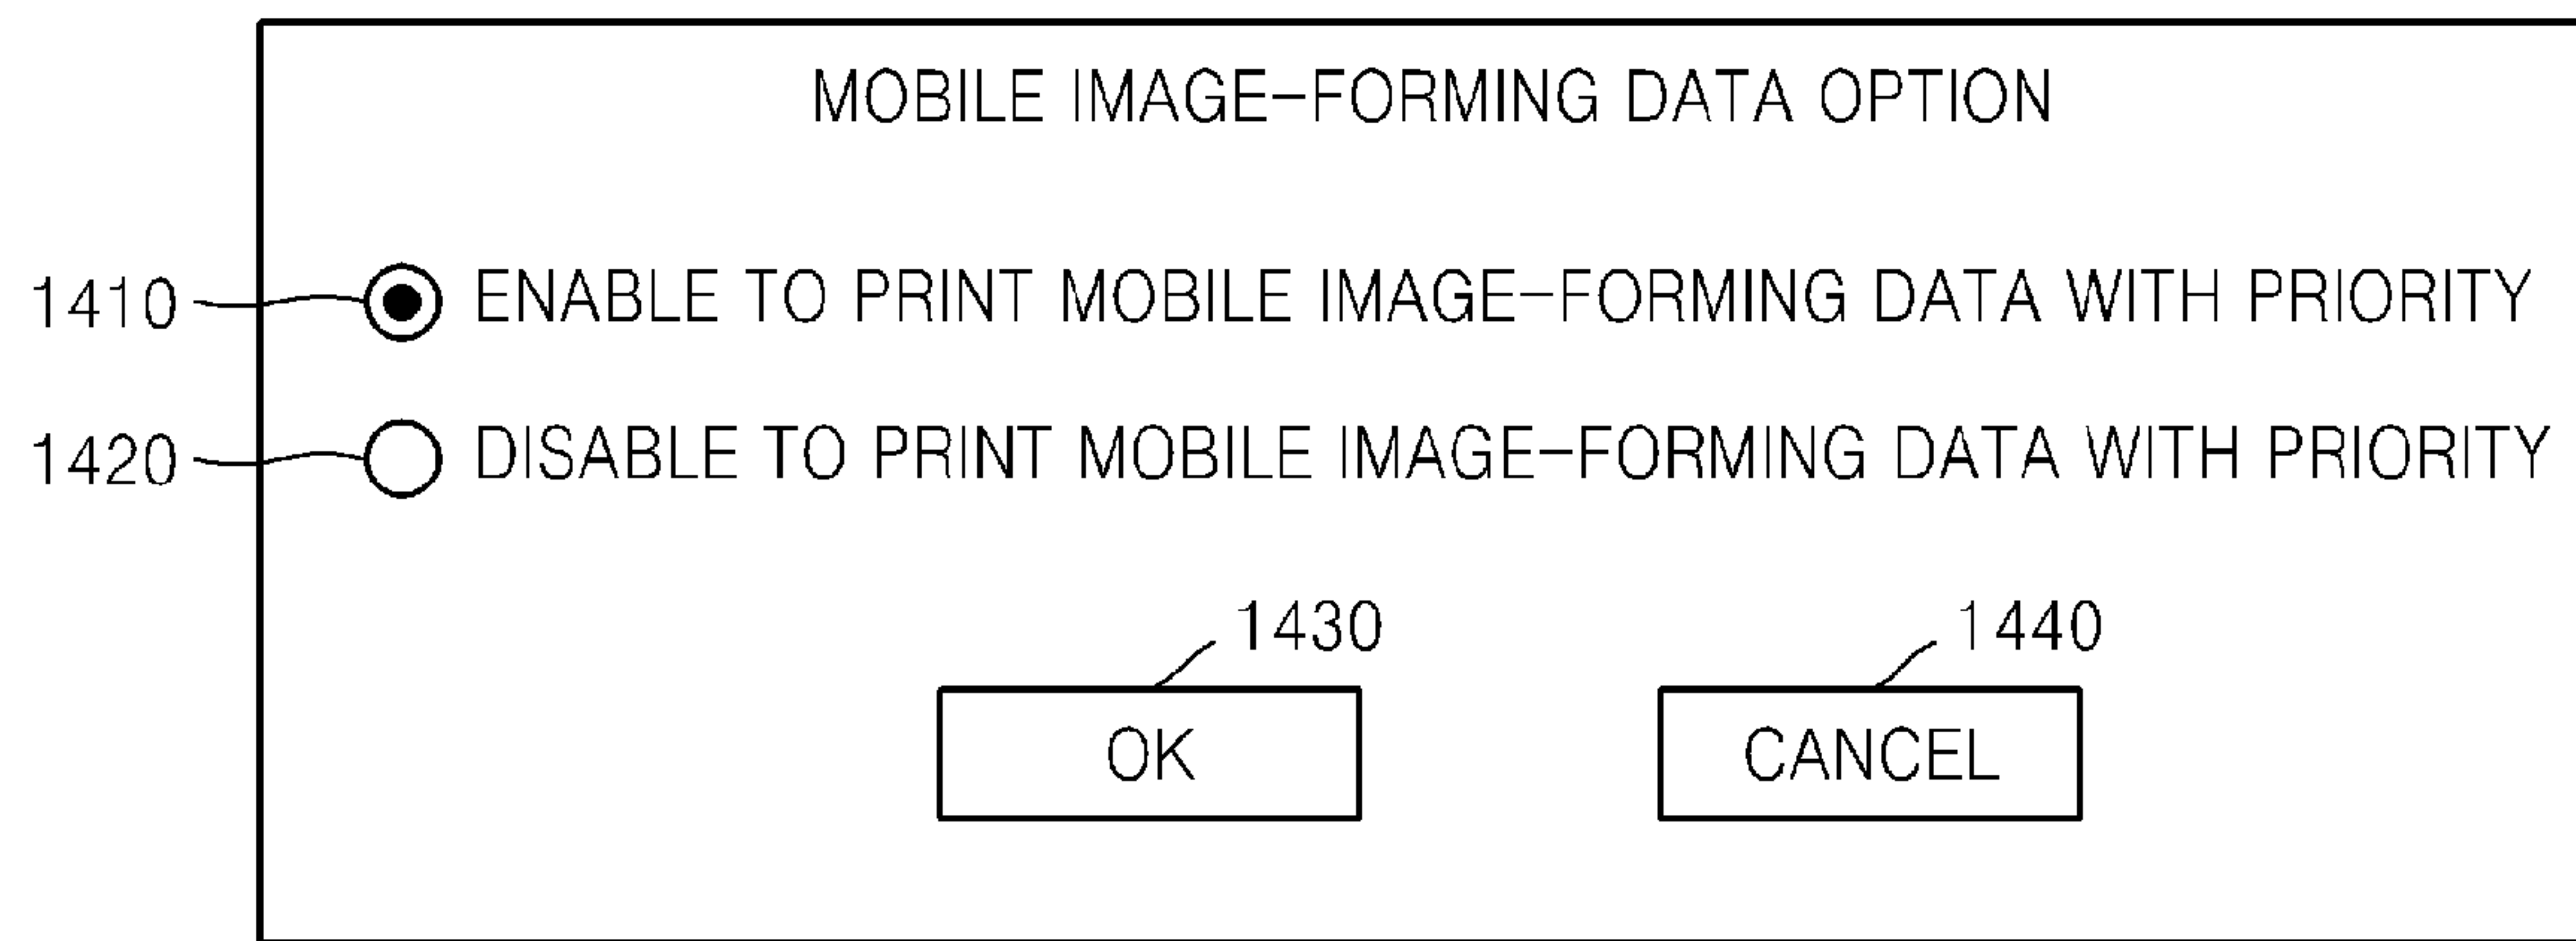 MOBILE IMAGE-FORMING DATA OPTION
1410 ENABLE TO PRINT MOBILE IMAGE-FORMING DATA WITH PRIORITY
1420 DISABLE TO PRINT MOBILE IMAGE-FORMING DATA WITH PRIORITY
1430 1440
OK CANCEL